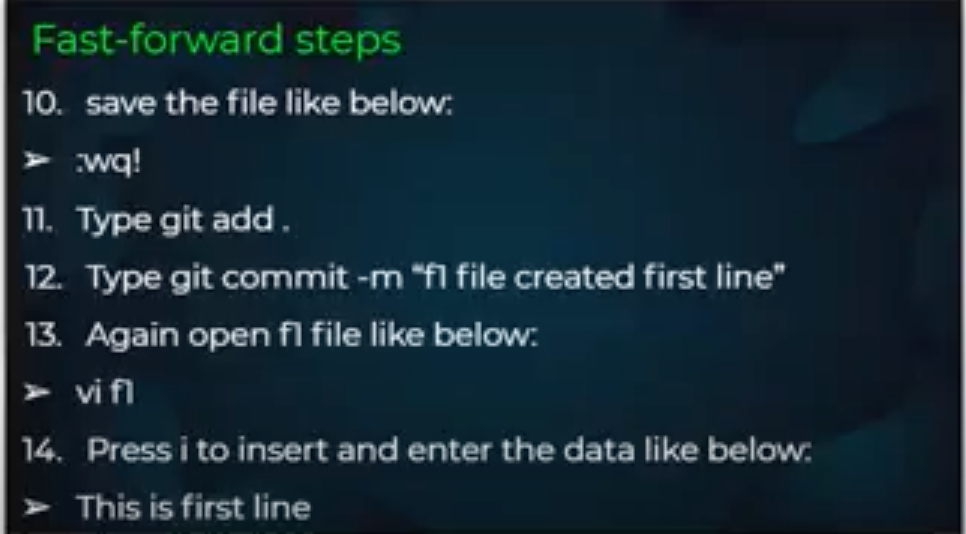 Fast-forward steps
10. save the file like below:
➢ :wq!
11. Type git add .
12. Type git commit -m “f1 file created first line”
13. Again open f1 file like below:
➢ vi f1
14. Press i to insert and enter the data like below:
➢ This is first line